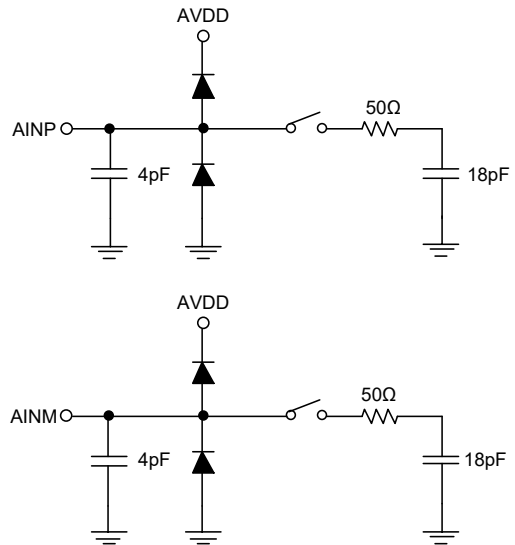 AVDD
50Ω
AINP
4pF
18pF
AVDD
50Ω
AINM
4pF
18pF